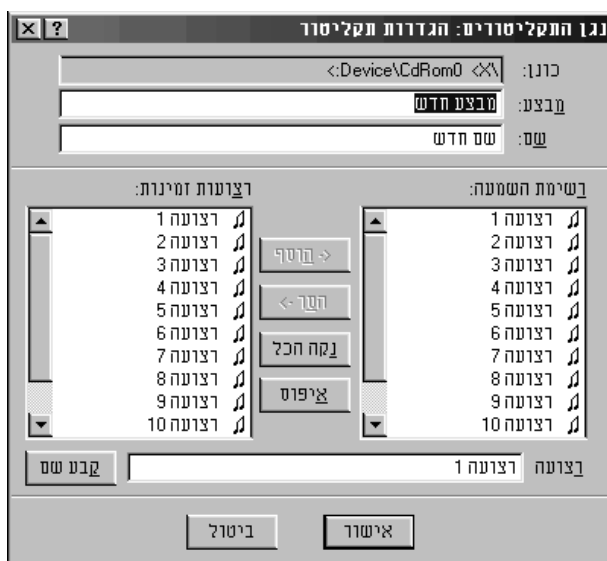 נגן התקליטורים: הגדרות תקליטור
כונן: <:Device\CdRom0 <X\
מבצע: מבצע חדש
שם: שם חדש
רשימת השמעה:
רצועה 1
רצועה 2
רצועה 3
רצועה 4
רצועה 5
רצועה 6
רצועה 7
רצועה 8
רצועה 9
רצועה 10
<- הוסף
הסר ->
נקה הכל
איפוס
רצועות זמינות:
רצועה 1
רצועה 2
רצועה 3
רצועה 4
רצועה 5
רצועה 6
רצועה 7
רצועה 8
רצועה 9
רצועה 10
רצועה רצועה 1 קבע שם
אישור ביטול